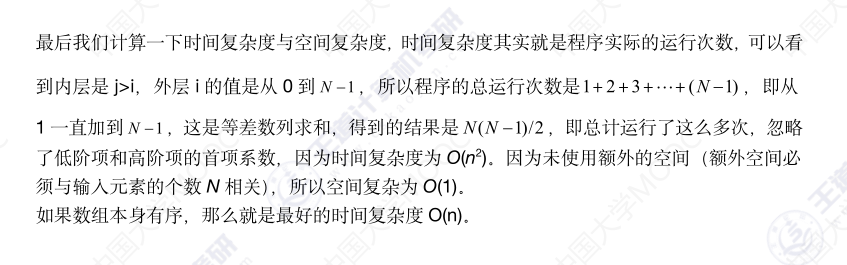 最后我们计算一下时间复杂度与空间复杂度，时间复杂度其实就是程序实际的运行次数，可以看
到内层是 j>i，外层 i 的值是从 0 到 N−1，所以程序的总运行次数是1+2+3+⋯+(N−1)，即从
1 一直加到 N−1，这是等差数列求和，得到的结果是 N(N−1)/2，即总计运行了这么多次，忽略
了低阶项和高阶项的首项系数，因为时间复杂度为 O(n²)。因为未使用额外的空间（额外空间必
须与输入元素的个数 N 相关），所以空间复杂为 O(1)。
如果数组本身有序，那么就是最好的时间复杂度 O(n)。